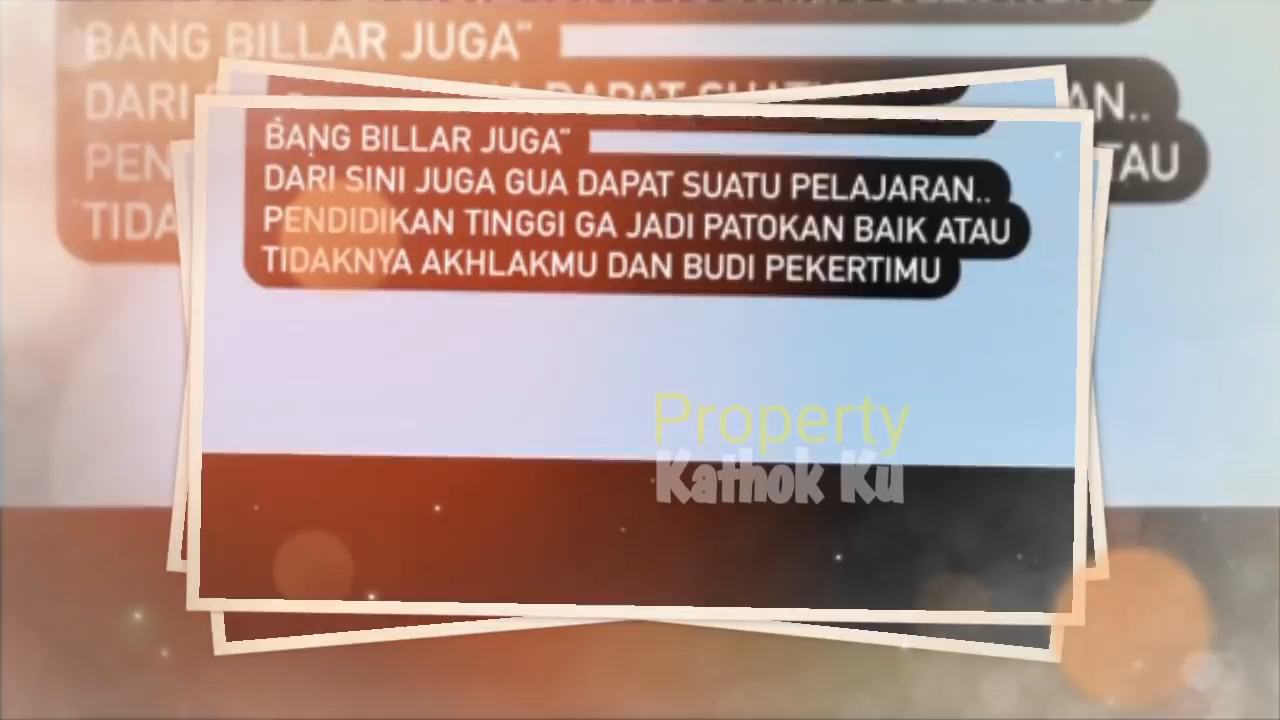 BANG BILLAR JUGA"
DARI SINI JUGA GUA DAPAT SUATU PELAJARAN..
PENDIDIKAN TINGGI GA JADI PATOKAN BAIK ATAU
TIDAKNYA AKHLAKMU DAN BUDI PEKERTIMU
Property
Kathok Ku